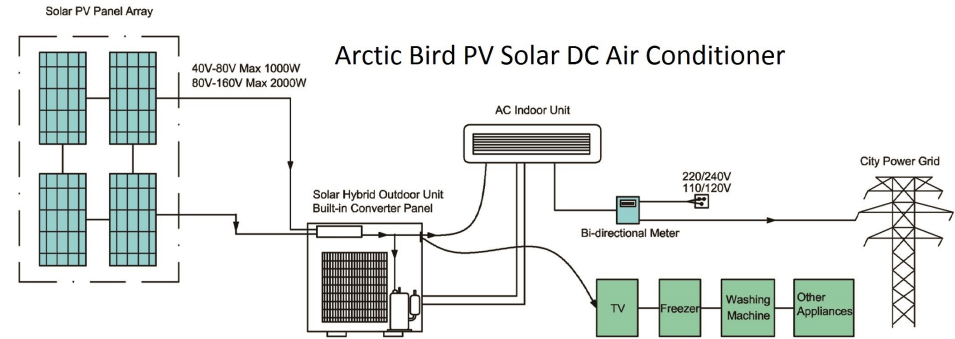 Solar PV Panel Array
Arctic Bird PV Solar DC Air Conditioner
40V-80V Max 1000W
80V-160V Max 2000W
AC Indoor Unit
City Power Grid
220/240V
110/120V
Solar Hybrid Outdoor Unit
Built-in Converter Panel
Bi-directional Meter
TV
Freezer
Washing
Machine
Other
Appliances